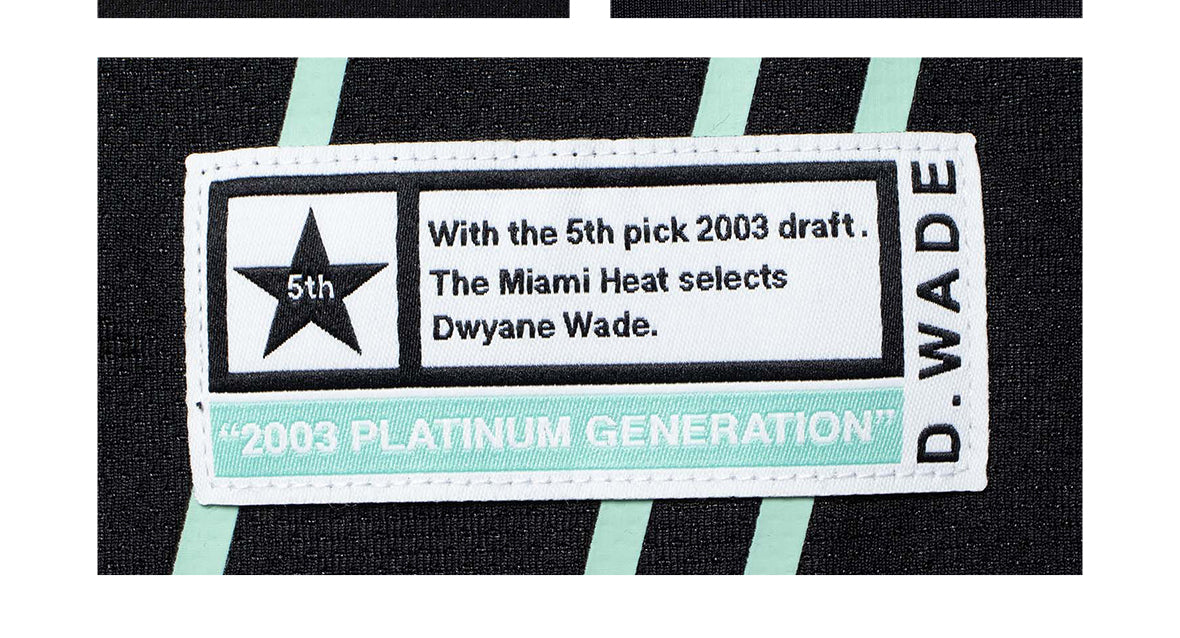 5th
With the 5th pick 2003 draft.
The Miami Heat selects
Dwyane Wade.
“2003 PLATINUM GENERATION”
D. WADE